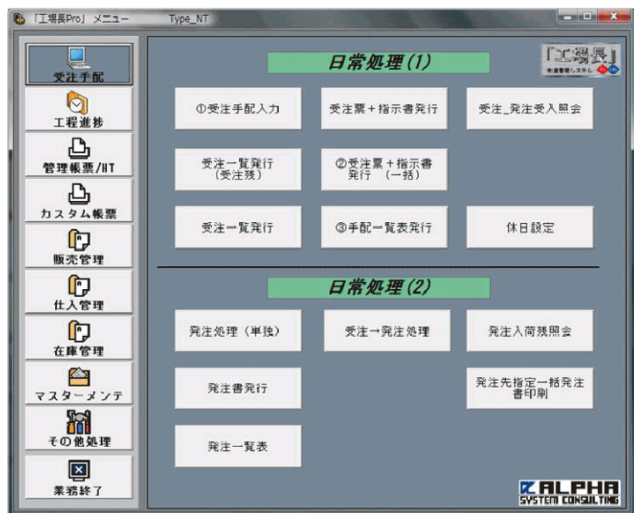 「工場長Pro」 メニュー Type_NT
受注手配
工程進捗
管理帳票/HT
カスタム帳票
販売管理
仕入管理
在庫管理
マスターメンテ
その他処理
業務終了
日常処理(1)
「工場長」
①受注手配入力
受注票+指示書発行
受注_発注受入照会
受注一覧発行
(受注残)
②受注票+指示書
発行 (一括)
受注一覧発行
③手配一覧表発行
休日設定
日常処理(2)
発注処理(単独)
受注→発注処理
発注入荷残照会
発注書発行
発注先指定一括発注
書印刷
発注一覧表
ALPHA
SYSTEM CONSULTING